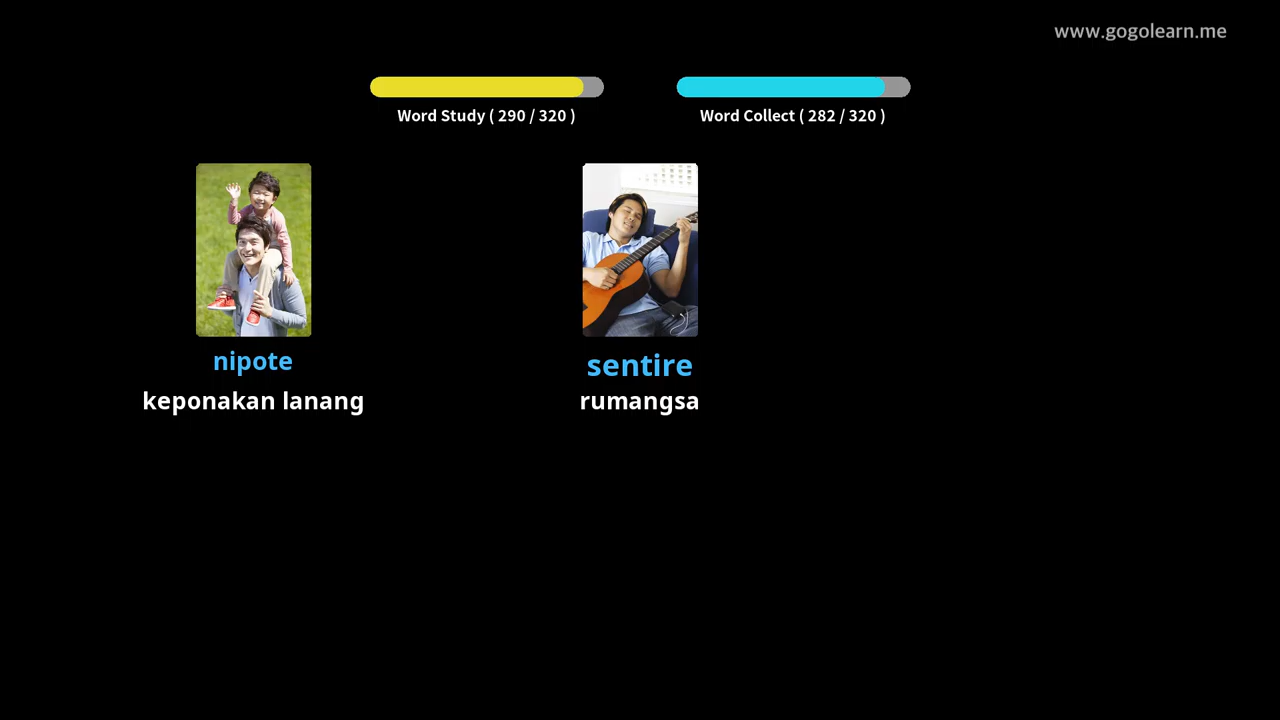 www.gogolearn.me
Word Study ( 290 / 320 )
Word Collect ( 282 / 320 )
nipote
keponakan lanang
sentire
rumangsa